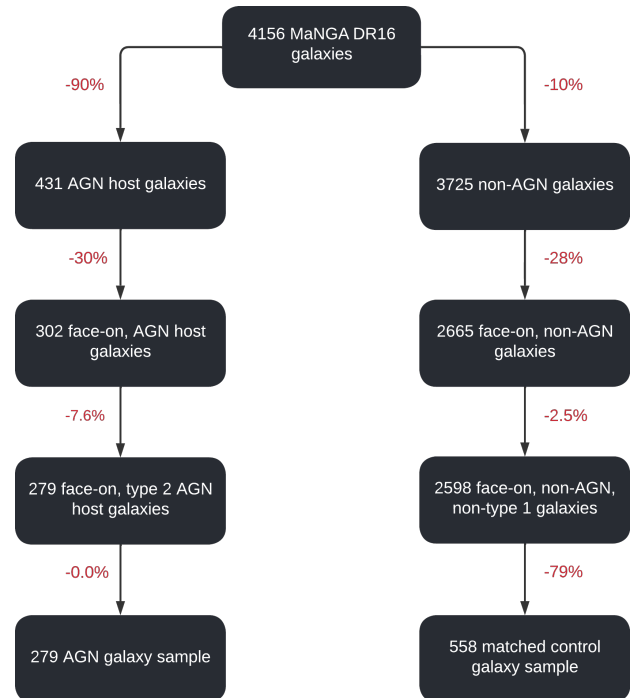 4156 MaNGA DR16
galaxies
-90%
-10%
431 AGN host galaxies
3725 non-AGN galaxies
-30%
-28%
302 face-on, AGN host
galaxies
2665 face-on, non-AGN
galaxies
-7.6%
-2.5%
279 face-on, type 2 AGN
host galaxies
2598 face-on, non-AGN,
non-type 1 galaxies
-0.0%
-79%
279 AGN galaxy sample
558 matched control
galaxy sample